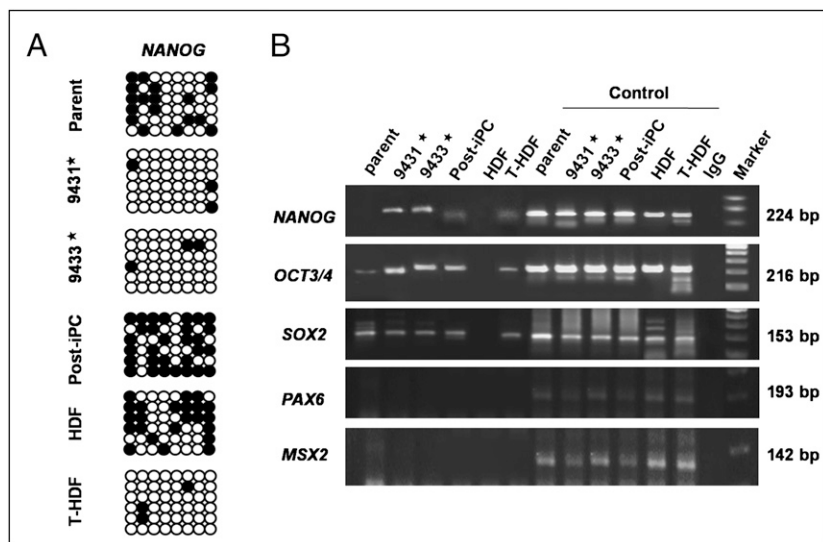 A
NANOG
Parent
9431*
9433 *
Post-iPC
HDF
T-HDF
B
Control
parent
9431 *
9433 *
Post-iPC
HDF
T-HDF
parent
9431 *
9433 *
Post-iPC
HDF
T-HDF
IgG
Marker
NANOG
224 bp
OCT3/4
216 bp
SOX2
153 bp
PAX6
193 bp
MSX2
142 bp